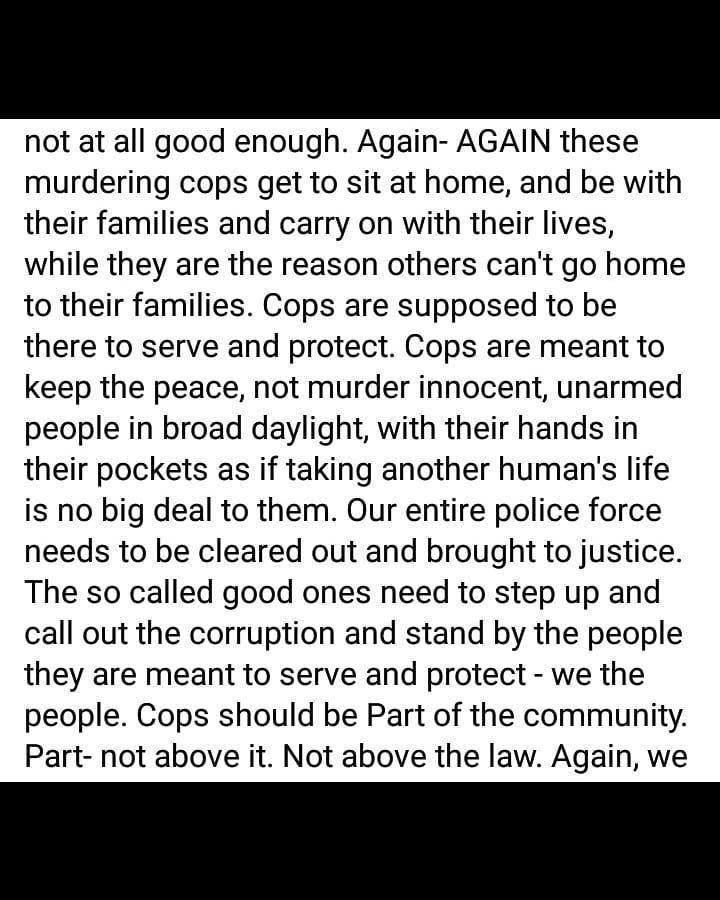 not at all good enough. Again- AGAIN these
murdering cops get to sit at home, and be with
their families and carry on with their lives,
while they are the reason others can't go home
to their families. Cops are supposed to be
there to serve and protect. Cops are meant to
keep the peace, not murder innocent, unarmed
people in broad daylight, with their hands in
their pockets as if taking another human's life
is no big deal to them. Our entire police force
needs to be cleared out and brought to justice.
The so called good ones need to step up and
call out the corruption and stand by the people
they are meant to serve and protect - we the
people. Cops should be Part of the community.
Part- not above it. Not above the law. Again, we